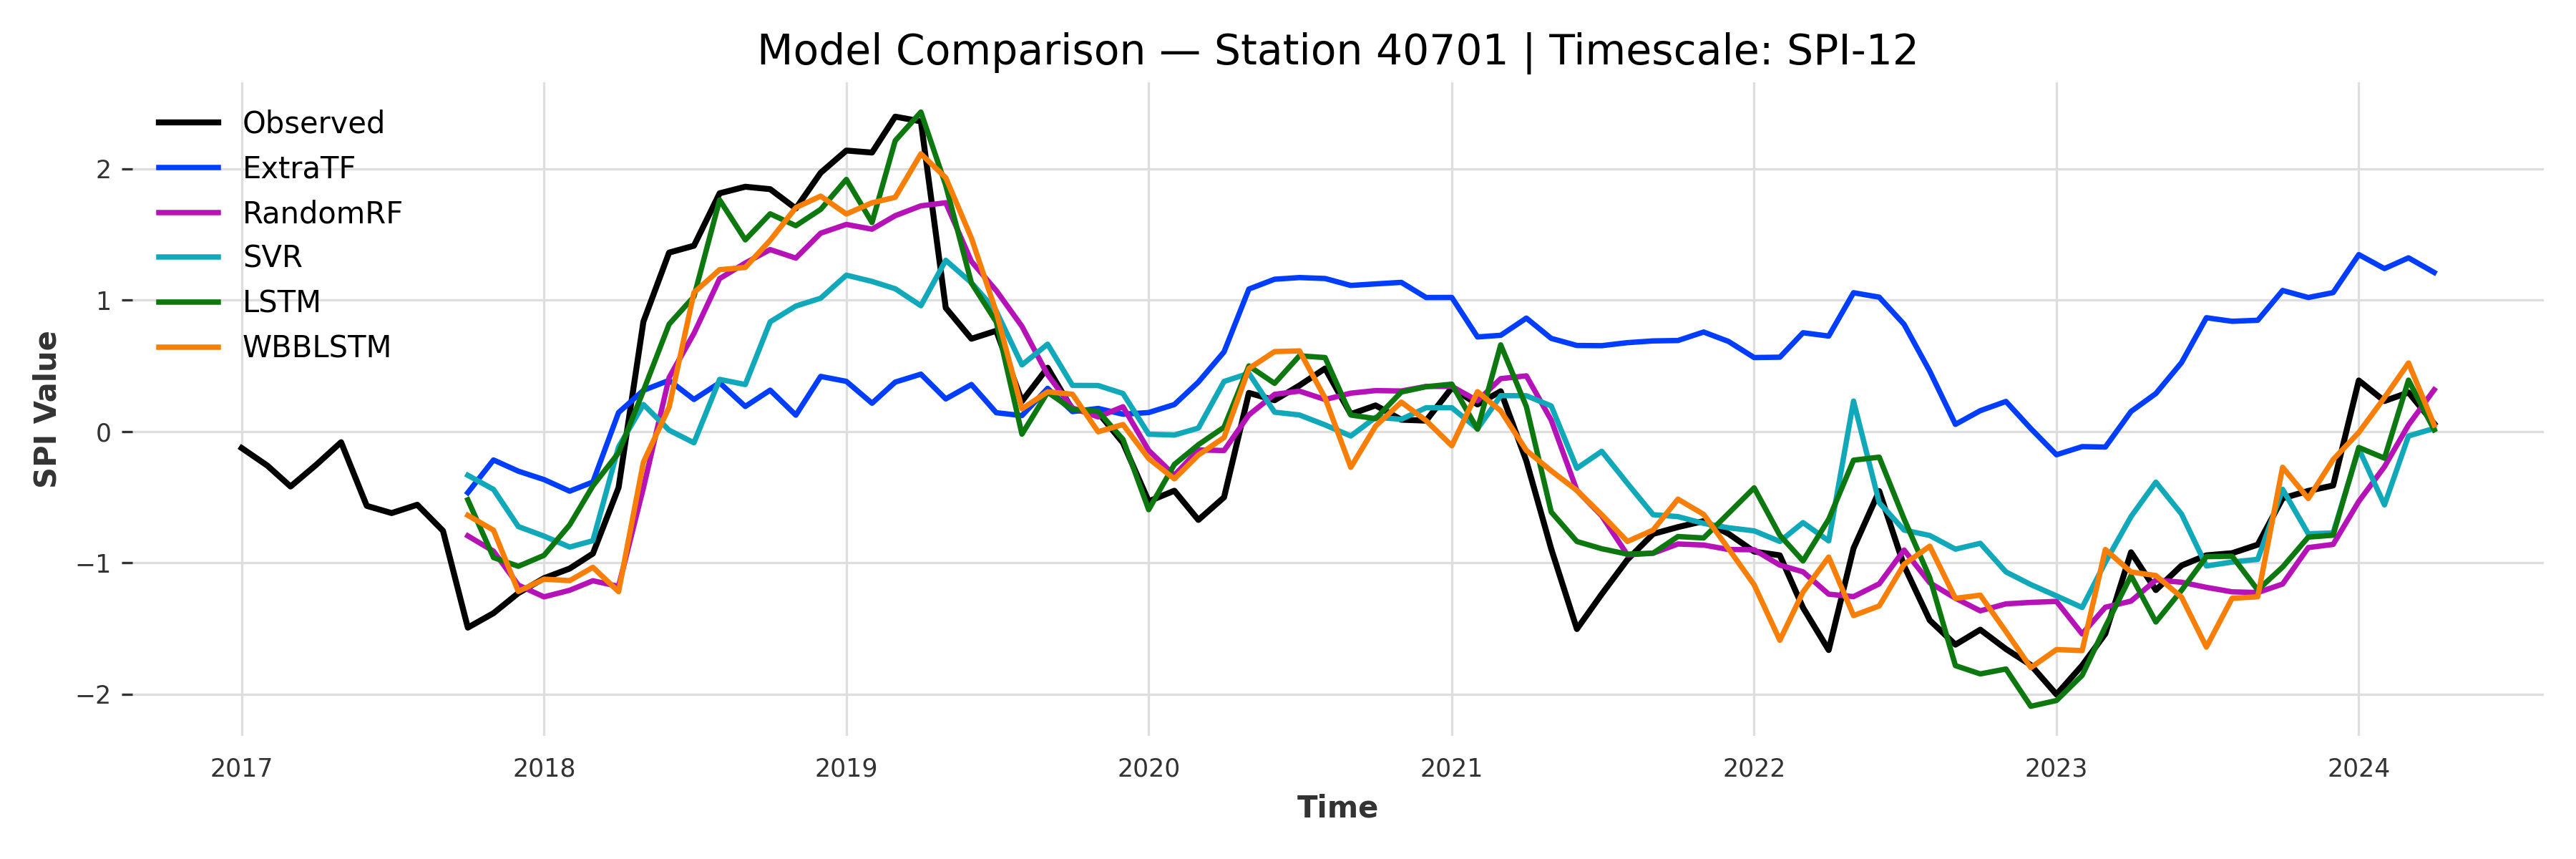 Model Comparison — Station 40701 | Timescale: SPI-12
Observed
ExtraTF
RandomRF
SVR
LSTM
WBBLSTM
SPI Value
2
1
0
−1
−2
2017 2018 2019 2020 2021 2022 2023 2024
Time